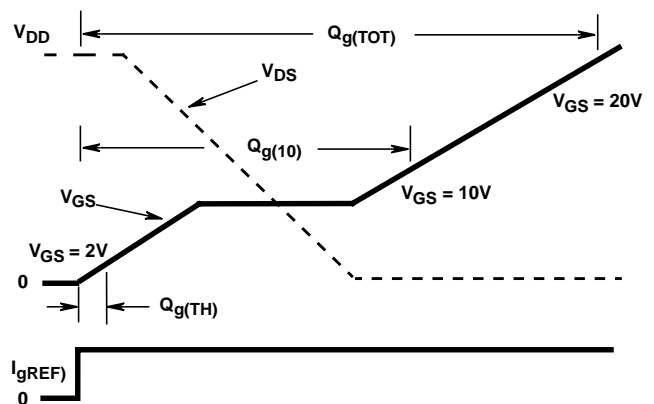 V_DD
Q_g(TOT)
V_DS
V_GS = 20V
Q_g(10)
V_GS
V_GS = 10V
V_GS = 2V
0
Q_g(TH)
I_gREF)
0